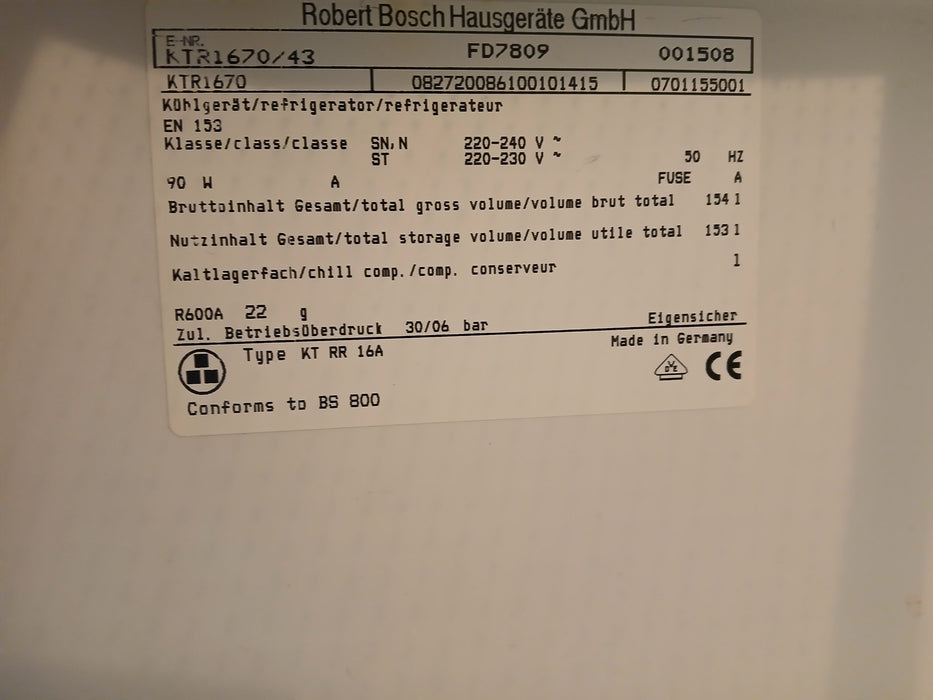 Robert Bosch Hausgeräte GmbH
E-NR.
KTR1670/43 FD7809 001508
KTR1670 082720086100101415 0701155001
Kühlgerät/refrigerator/refrigerateur
EN 153
Klasse/class/classe SN,N 220-240 V ~
ST 220-230 V ~ 50 HZ
90 W A FUSE A
Bruttoinhalt Gesamt/total gross volume/volume brut total 154 l
Nutzinhalt Gesamt/total storage volume/volume utile total 153 l
Kaltlagerfach/chill comp./comp. conserveur l
R600A 22 g
Zul. Betriebsüberdruck 30/06 bar Eigensicher
Type KT RR 16A Made in Germany
DVE CE
Conforms to BS 800